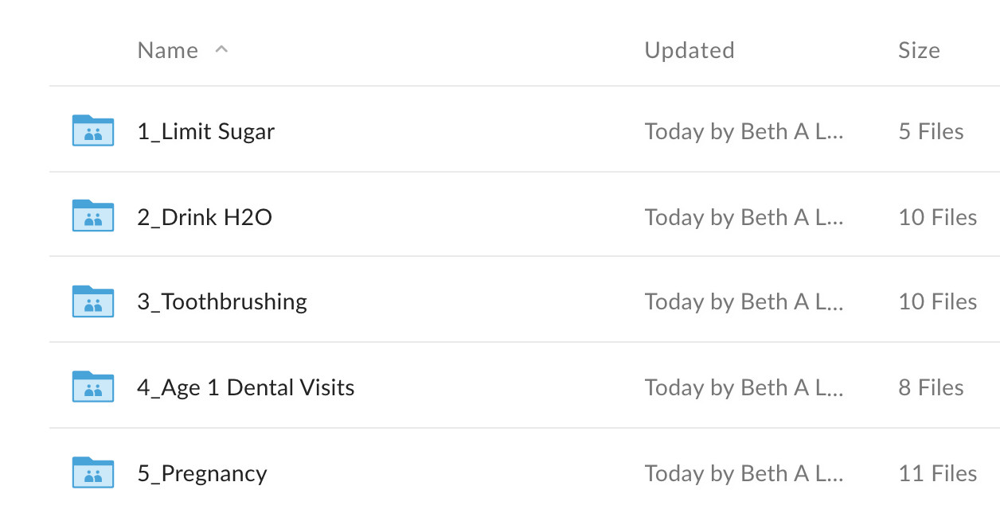 Name Updated Size
1_Limit Sugar Today by Beth A L... 5 Files
2_Drink H2O Today by Beth A L... 10 Files
3_Toothbrushing Today by Beth A L... 10 Files
4_Age 1 Dental Visits Today by Beth A L... 8 Files
5_Pregnancy Today by Beth A L... 11 Files